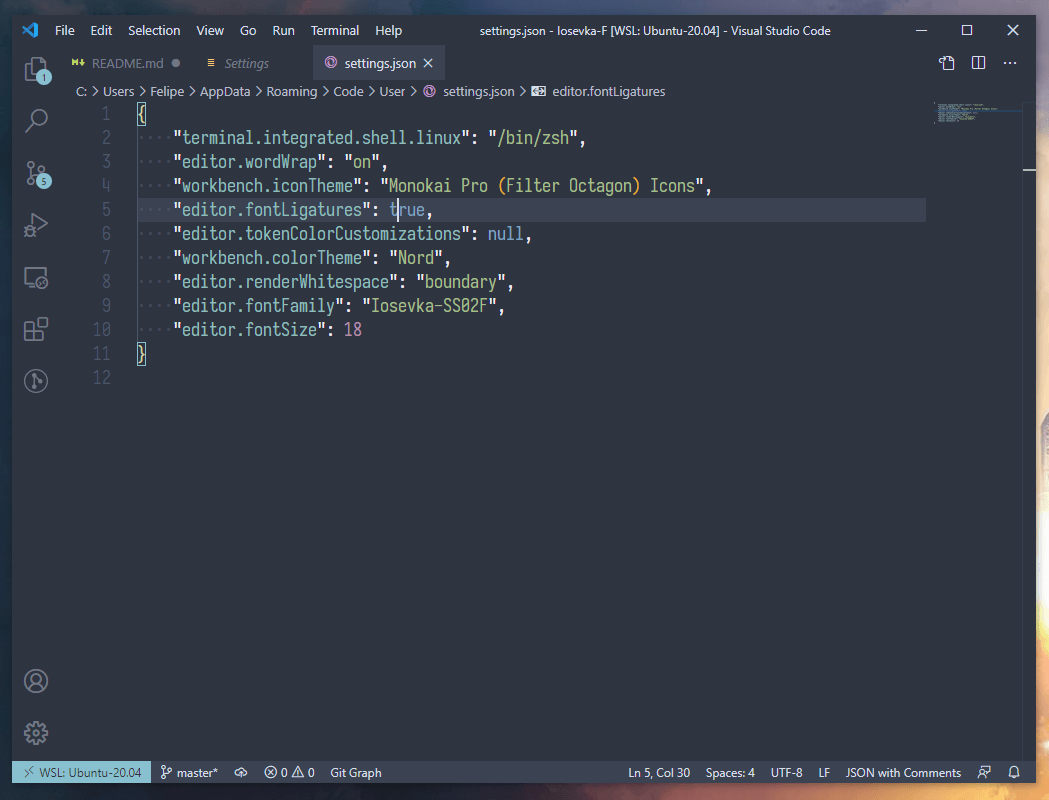 File Edit Selection View Go Run Terminal Help settings.json - Iosevka-F [WSL: Ubuntu-20.04] - Visual Studio Code
README.md Settings settings.json
C: > Users > Felipe > AppData > Roaming > Code > User > settings.json > editor.fontLigatures
1 {
2 ····"terminal.integrated.shell.linux": "/bin/zsh",
3 ····"editor.wordWrap": "on",
4 ····"workbench.iconTheme": "Monokai Pro (Filter Octagon) Icons",
5 ····"editor.fontLigatures": true,
6 ····"editor.tokenColorCustomizations": null,
7 ····"workbench.colorTheme": "Nord",
8 ····"editor.renderWhitespace": "boundary",
9 ····"editor.fontFamily": "Iosevka-SS02F",
10 ····"editor.fontSize": 18
11 }
12
1
5
WSL: Ubuntu-20.04 master* 0 0 Git Graph Ln 5, Col 30 Spaces: 4 UTF-8 LF JSON with Comments